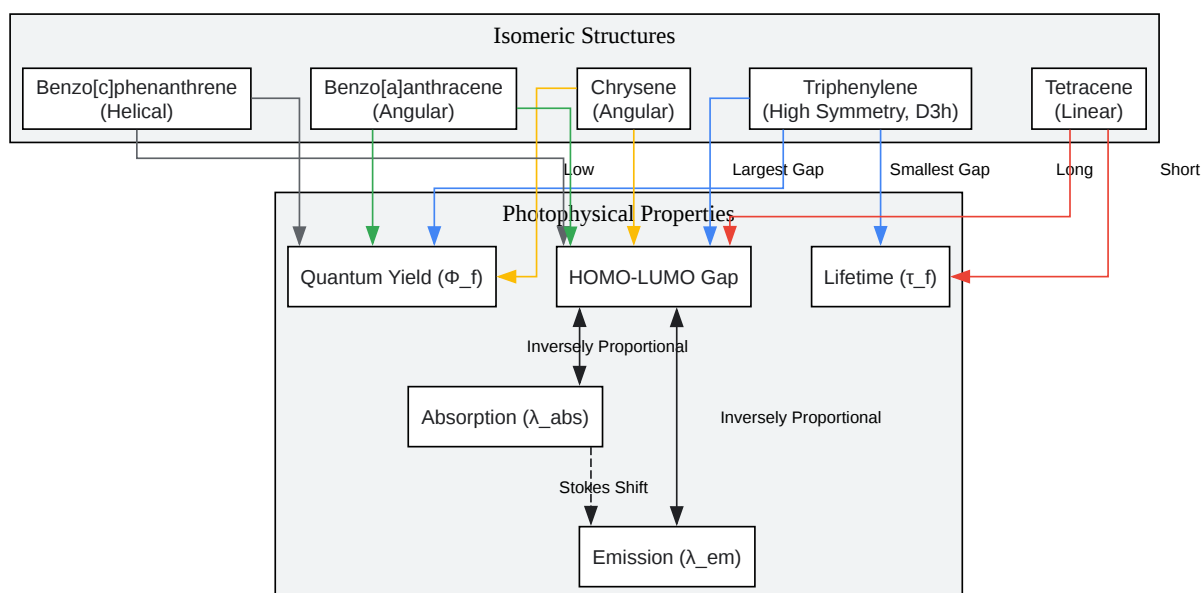 Isomeric Structures
Benzo[c]phenanthrene
(Helical)
Benzo[a]anthracene
(Angular)
Chrysene
(Angular)
Triphenylene
(High Symmetry, D3h)
Tetracene
(Linear)
Low
Largest Gap
Smallest Gap
Long
Short
Photophysical Properties
Quantum Yield (Φ_f)
HOMO-LUMO Gap
Lifetime (τ_f)
Inversely Proportional
Absorption (λ_abs)
Inversely Proportional
Stokes Shift
Emission (λ_em)